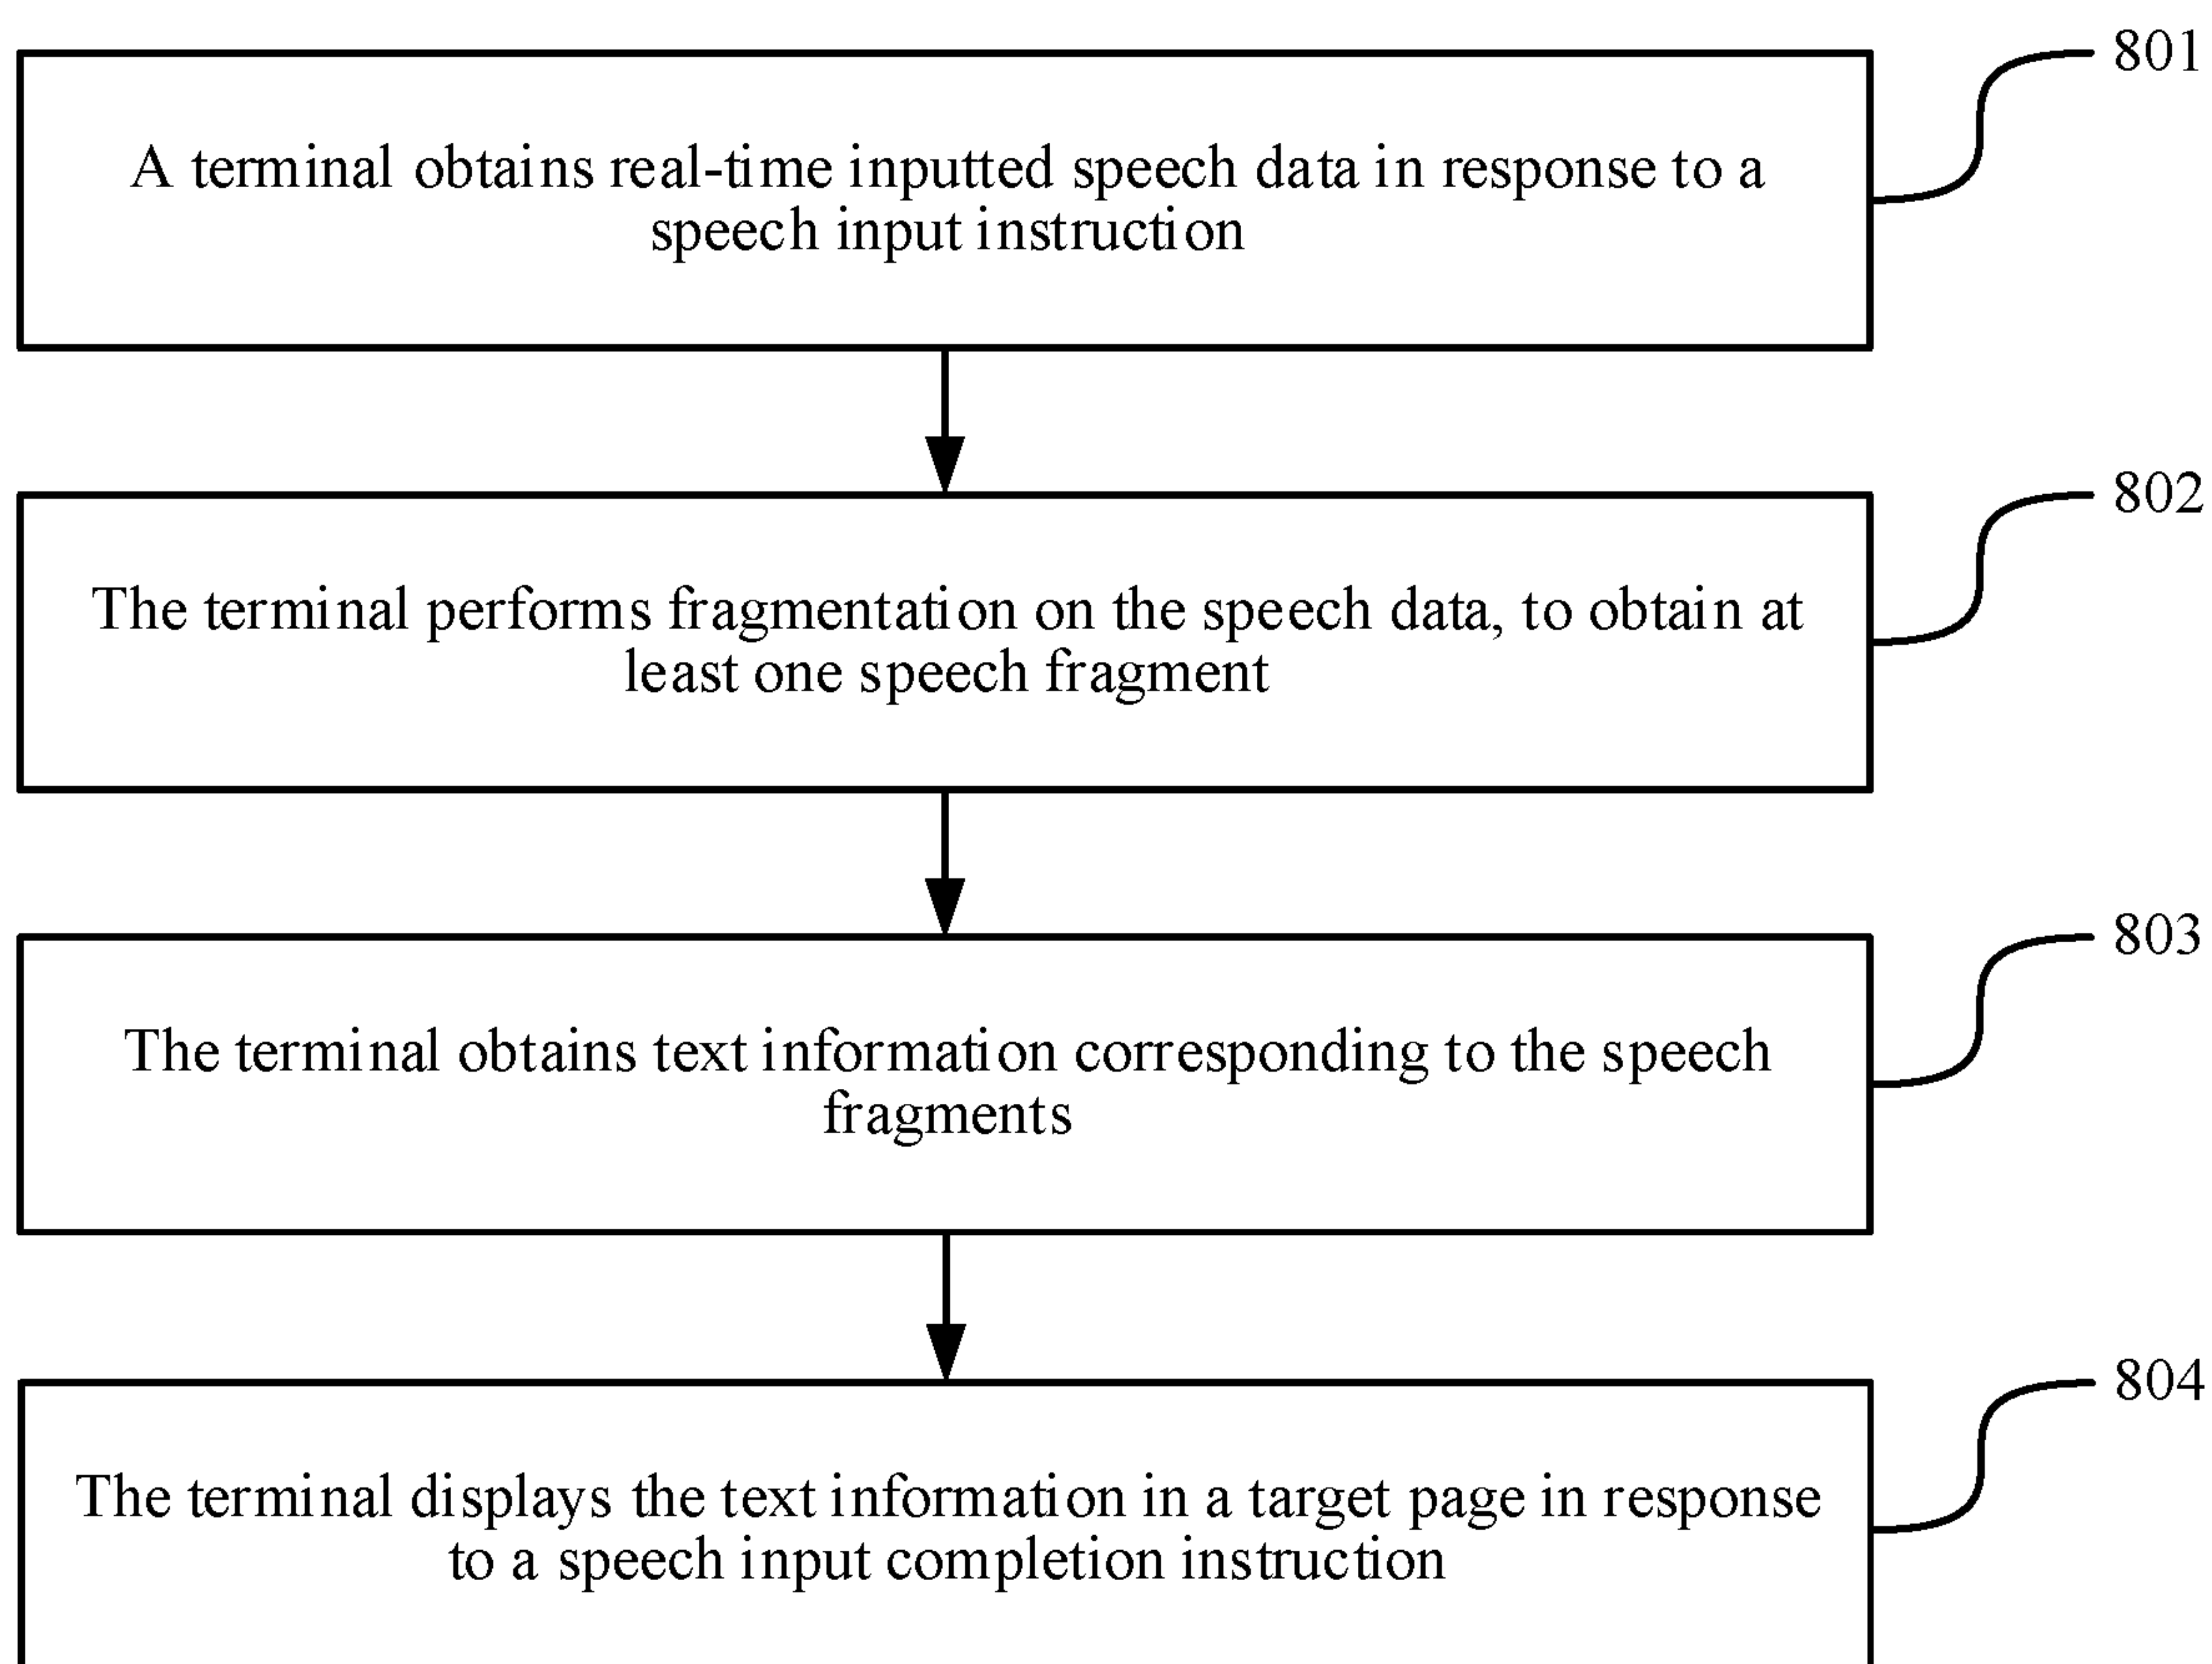 801
A terminal obtains real-time inputted speech data in response to a
speech input instruction
802
The terminal performs fragmentation on the speech data, to obtain at
least one speech fragment
803
The terminal obtains text information corresponding to the speech
fragments
804
The terminal displays the text information in a target page in response
to a speech input completion instruction